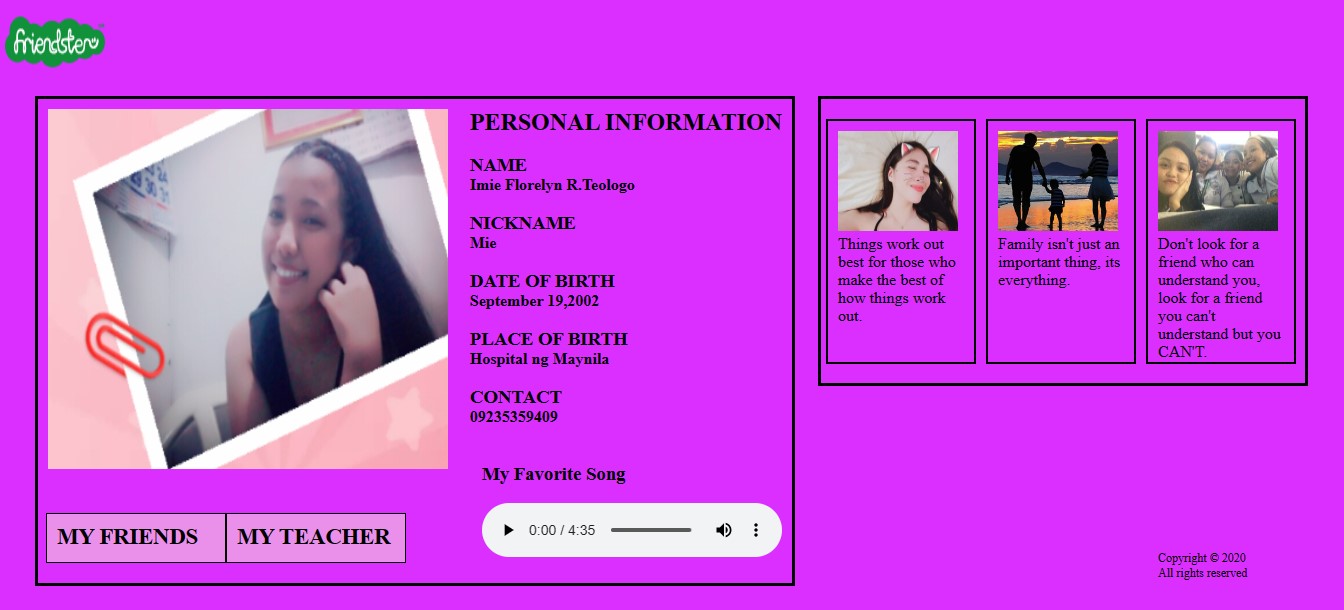 friendster
PERSONAL INFORMATION
NAME
Imie Florelyn R.Teologo
NICKNAME
Mie
DATE OF BIRTH
September 19,2002
PLACE OF BIRTH
Hospital ng Maynila
CONTACT
09235359409
My Favorite Song
0:00 / 4:35
MY FRIENDS
MY TEACHER
Things work out
best for those who
make the best of
how things work
out.
Family isn't just an
important thing, its
everything.
Don't look for a
friend who can
understand you,
look for a friend
you can't
understand but you
CAN'T.
Copyright © 2020
All rights reserved